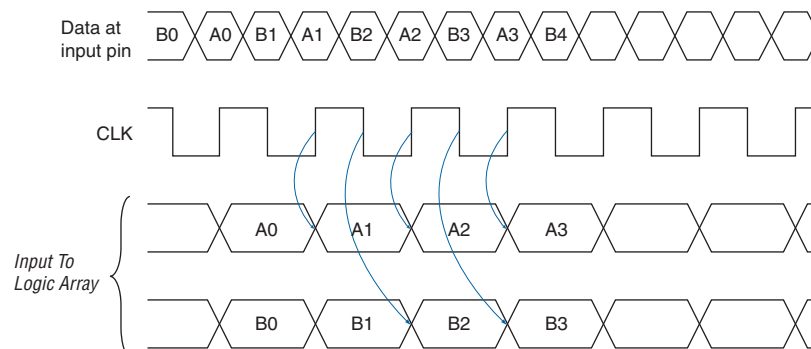 Data at
input pin
B0 A0 B1 A1 B2 A2 B3 A3 B4
CLK
Input To
Logic Array
A0 A1 A2 A3
B0 B1 B2 B3